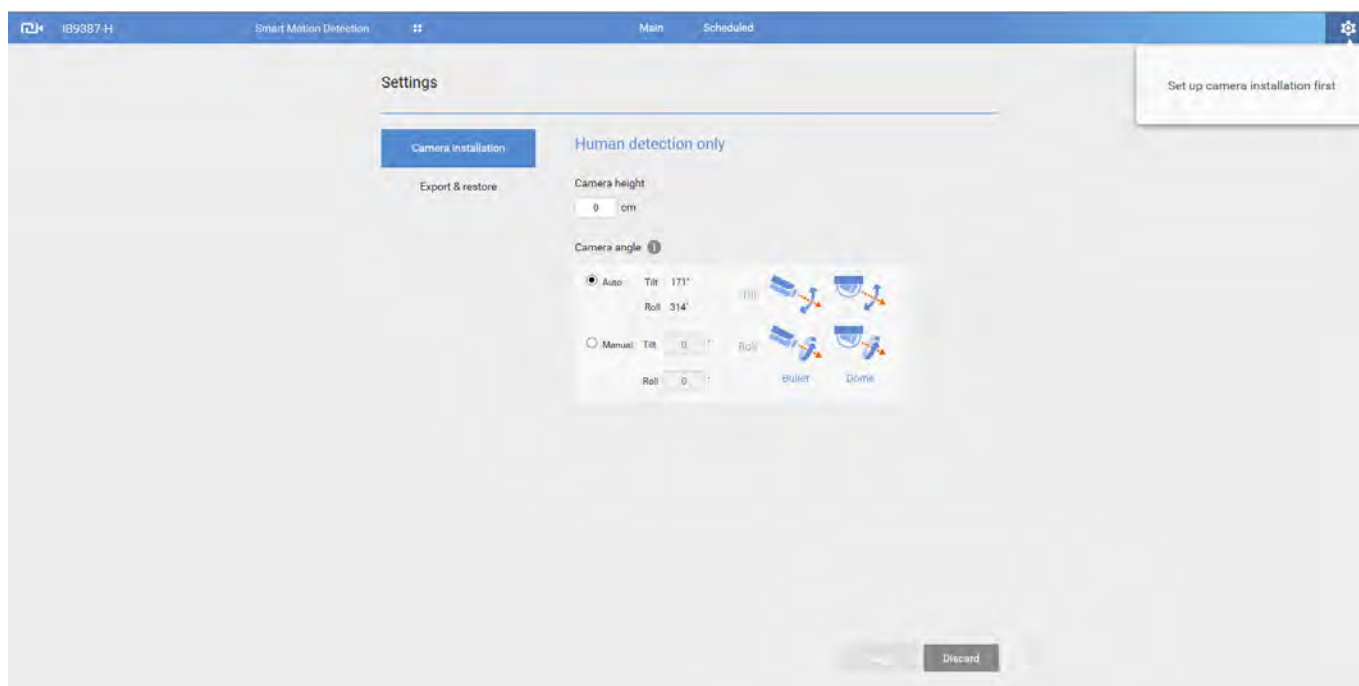 IB9387-H Smart Motion Detection Main Scheduled
Set up camera installation first
Settings
Camera installation
Export & restore
Human detection only
Camera height
0 cm
Camera angle
Auto Tilt 171°
Roll 314°
Tilt
Manual Tilt 0 °
Roll
Roll 0 °
Bullet Dome
Discard